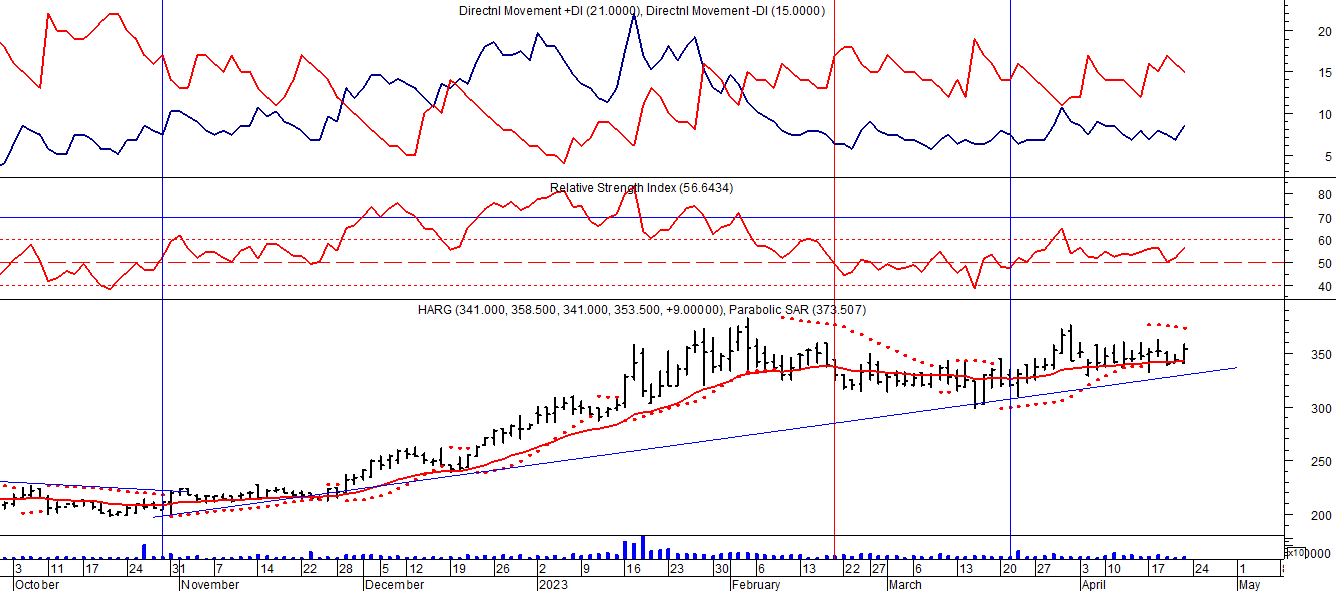 Directnl Movement +DI (21.0000), Directnl Movement -DI (15.0000)
20
15
10
5
Relative Strength Index (56.6434)
80
70
60
50
40
HARG (341.000, 358.500, 341.000, 353.500, +9.00000), Parabolic SAR (373.507)
350
300
250
200
x10
0000
3 11 17 24 31 7 14 22 28 5 12 19 26 2 9 16 23 30 6 13 22 27 6 13 20 27 3 10 17 24 1
October November December 2023 February March April May